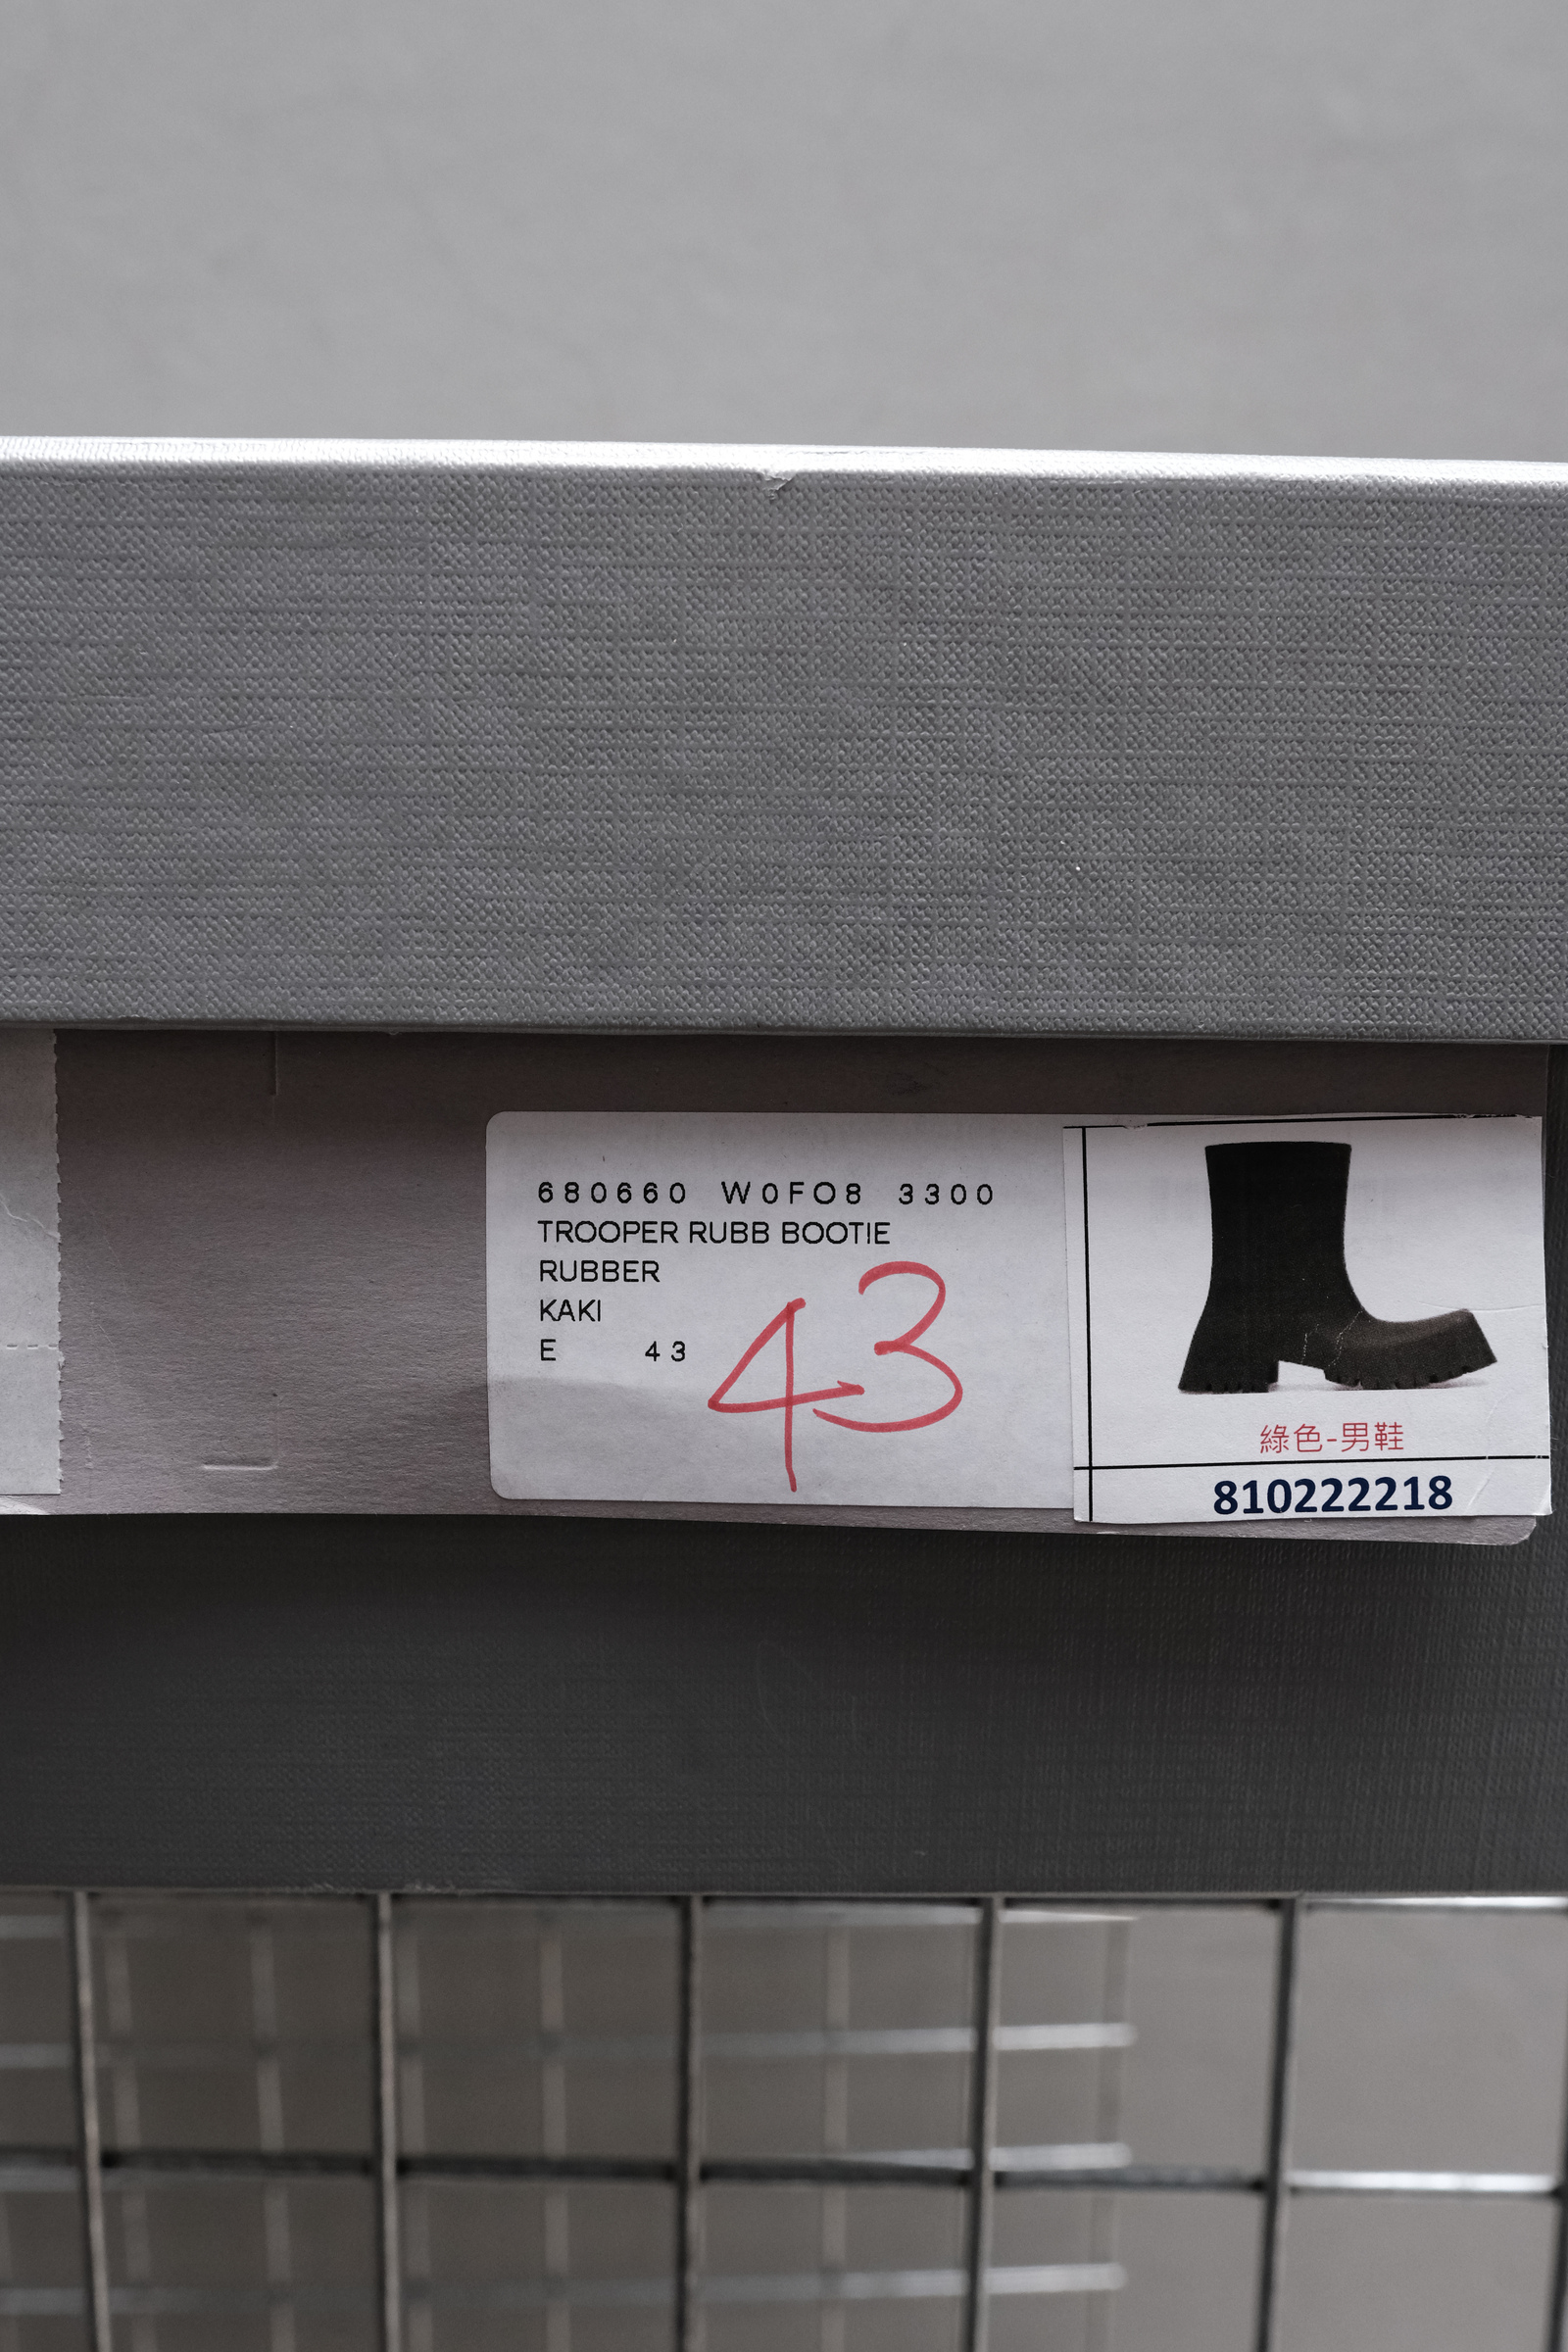 680660 W0FO8 3300
TROOPER RUBB BOOTIE
RUBBER
KAKI
E 43
43
綠色-男鞋
810222218